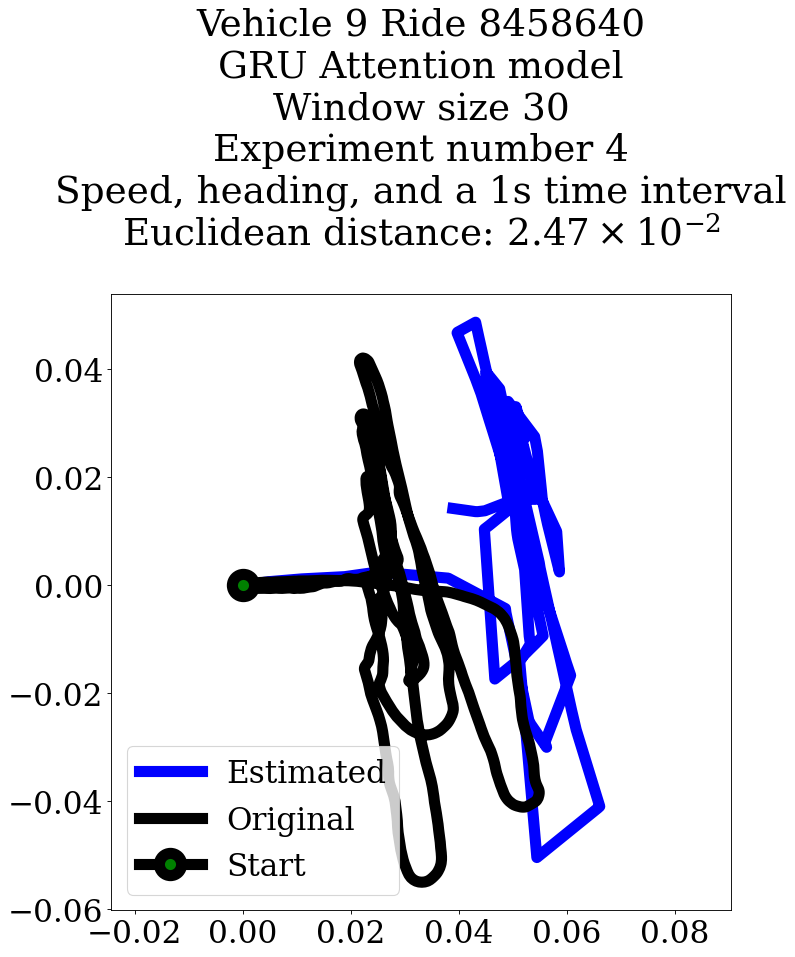 Vehicle 9 Ride 8458640
GRU Attention model
Window size 30
Experiment number 4
Speed, heading, and a 1s time interval
Euclidean distance: 2.47 × 10⁻²
0.04
0.02
0.00
−0.02
−0.04
−0.06
Estimated
Original
Start
−0.02 0.00 0.02 0.04 0.06 0.08